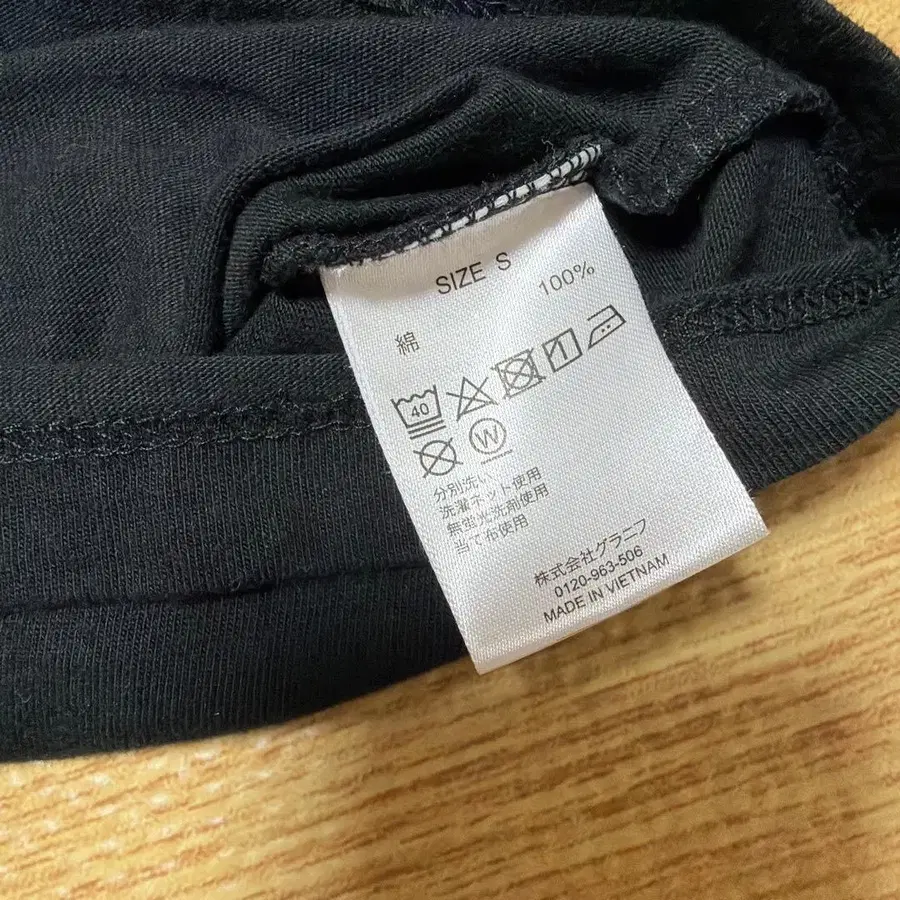 SIZE S
綿 100%
40
W
分別洗い
洗濯ネット使用
無蛍光洗剤使用
当て布使用
株式会社グラニフ
0120-963-506
MADE IN VIETNAM